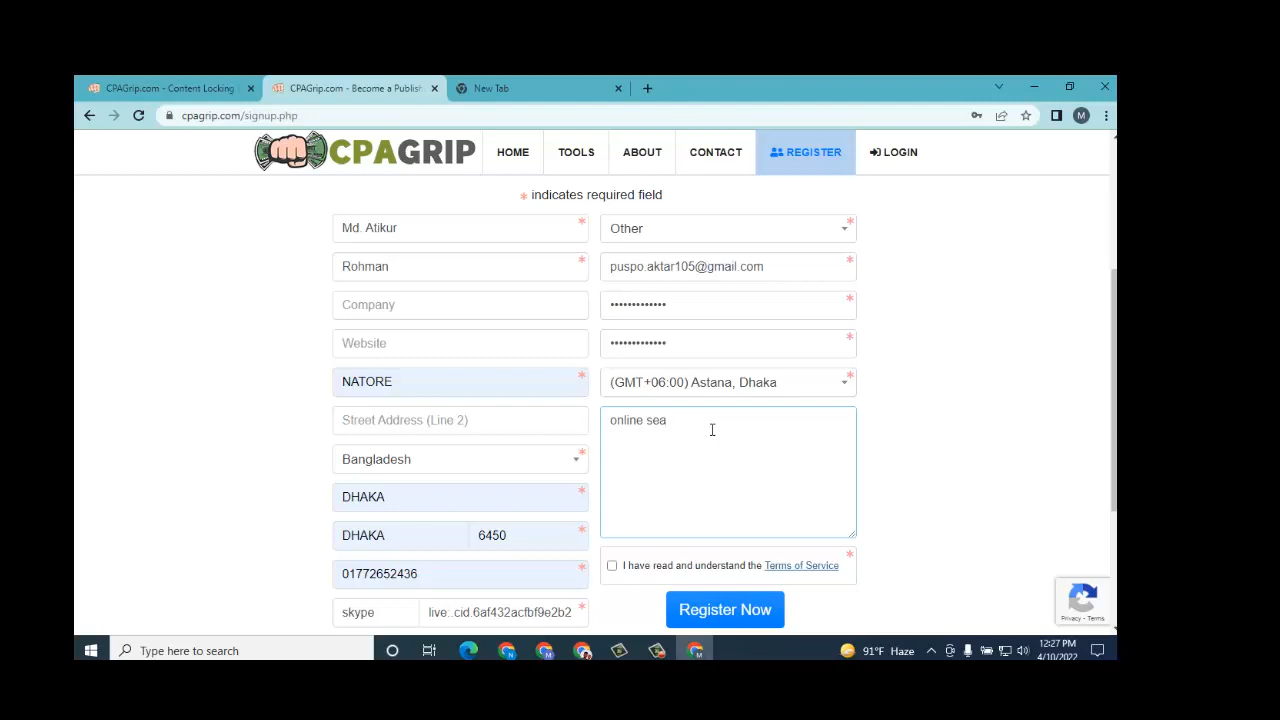 CPAGrip.com - Content Locking
CPAGrip.com - Become a Publish
New Tab
cpagrip.com/signup.php
M
CPAGRIP
HOME
TOOLS
ABOUT
CONTACT
REGISTER
LOGIN
* indicates required field
Md. Atikur *
Other *
Rohman *
puspo.aktar105@gmail.com *
Company
••••••••••••• *
Website
••••••••••••• *
NATORE *
(GMT+06:00) Astana, Dhaka *
Street Address (Line 2)
online sea
Bangladesh *
DHAKA *
DHAKA 6450 *
I have read and understand the Terms of Service *
01772652436 *
Register Now
skype live:.cid.6af432acfbf9e2b2 *
Privacy - Terms
Type here to search
91°F Haze
12:27 PM
4/10/2022